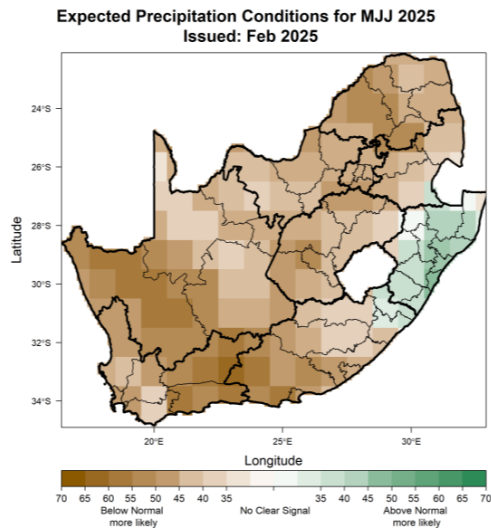 Expected Precipitation Conditions for MJJ 2025
Issued: Feb 2025
24°S
26°S
28°S
30°S
32°S
34°S
Latitude
20°E 25°E 30°E
Longitude
70 65 60 55 50 45 40 35 35 40 45 50 55 60 65 70
Below Normal more likely
No Clear Signal
Above Normal more likely